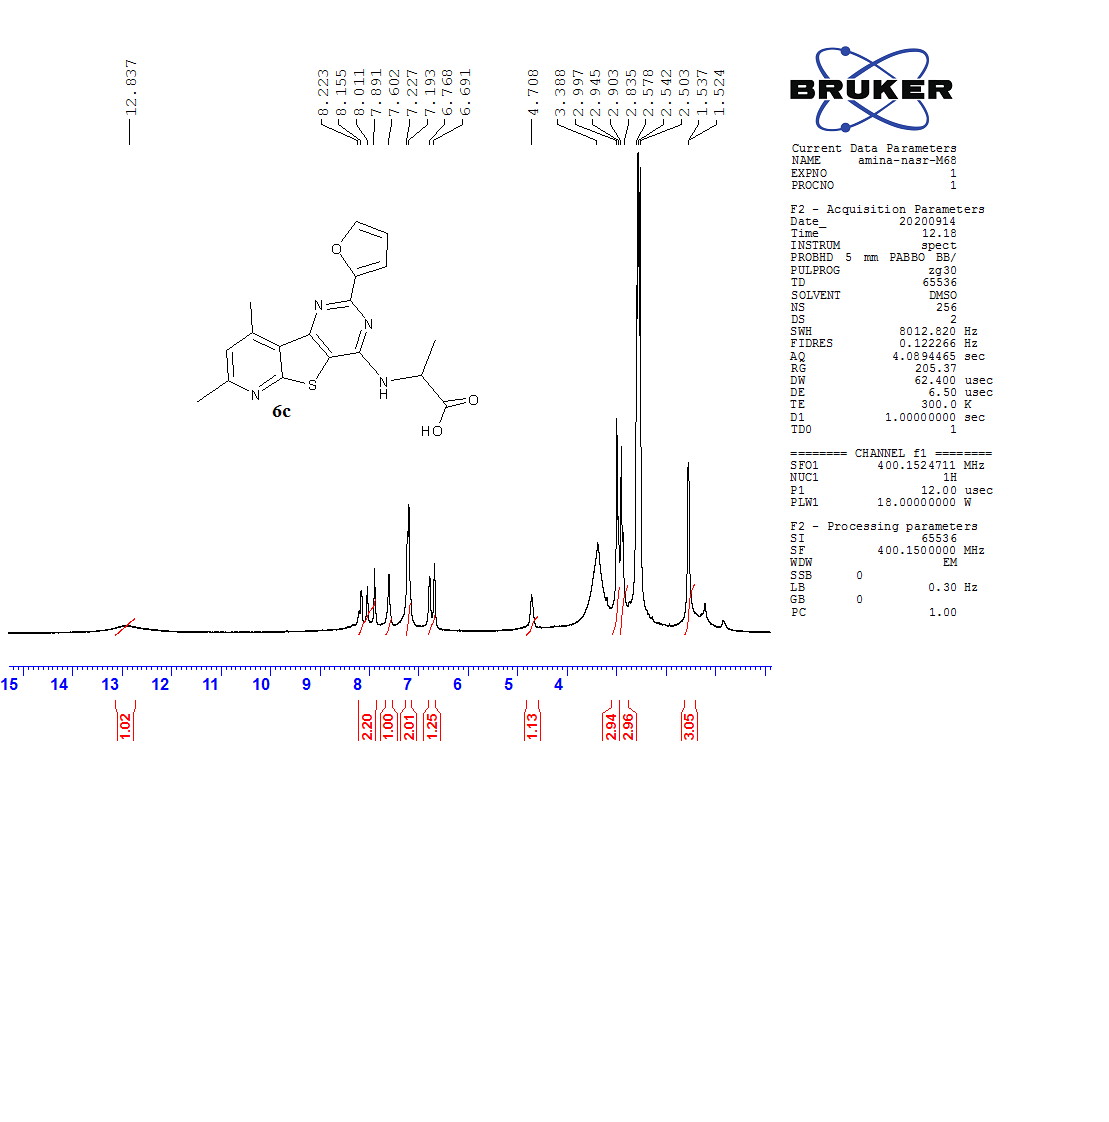 12.837
8.223
8.155
8.011
7.891
7.602
7.227
7.193
6.768
6.691
4.708
3.388
2.997
2.945
2.903
2.835
2.578
2.542
2.503
1.537
1.524
BRUKER
Current Data Parameters
NAME amina-nasr-M68
EXPNO 1
PROCNO 1
F2 - Acquisition Parameters
Date_ 20200914
Time 12.18
INSTRUM spect
PROBHD 5 mm PABBO BB/
PULPROG zg30
TD 65536
SOLVENT DMSO
NS 256
DS 2
SWH 8012.820 Hz
FIDRES 0.122266 Hz
AQ 4.0894465 sec
RG 205.37
DW 62.400 usec
DE 6.50 usec
TE 300.0 K
D1 1.00000000 sec
TD0 1
======== CHANNEL f1 ========
SFO1 400.1524711 MHz
NUC1 1H
P1 12.00 usec
PLW1 18.00000000 W
F2 - Processing parameters
SI 65536
SF 400.1500000 MHz
WDW EM
SSB 0
LB 0.30 Hz
GB 0
PC 1.00
O
N
N
N
S
N
H
O
HO
6c
15 14 13 12 11 10 9 8 7 6 5 4
1.02
2.20
1.00
2.01
1.25
1.13
2.94
2.96
3.05